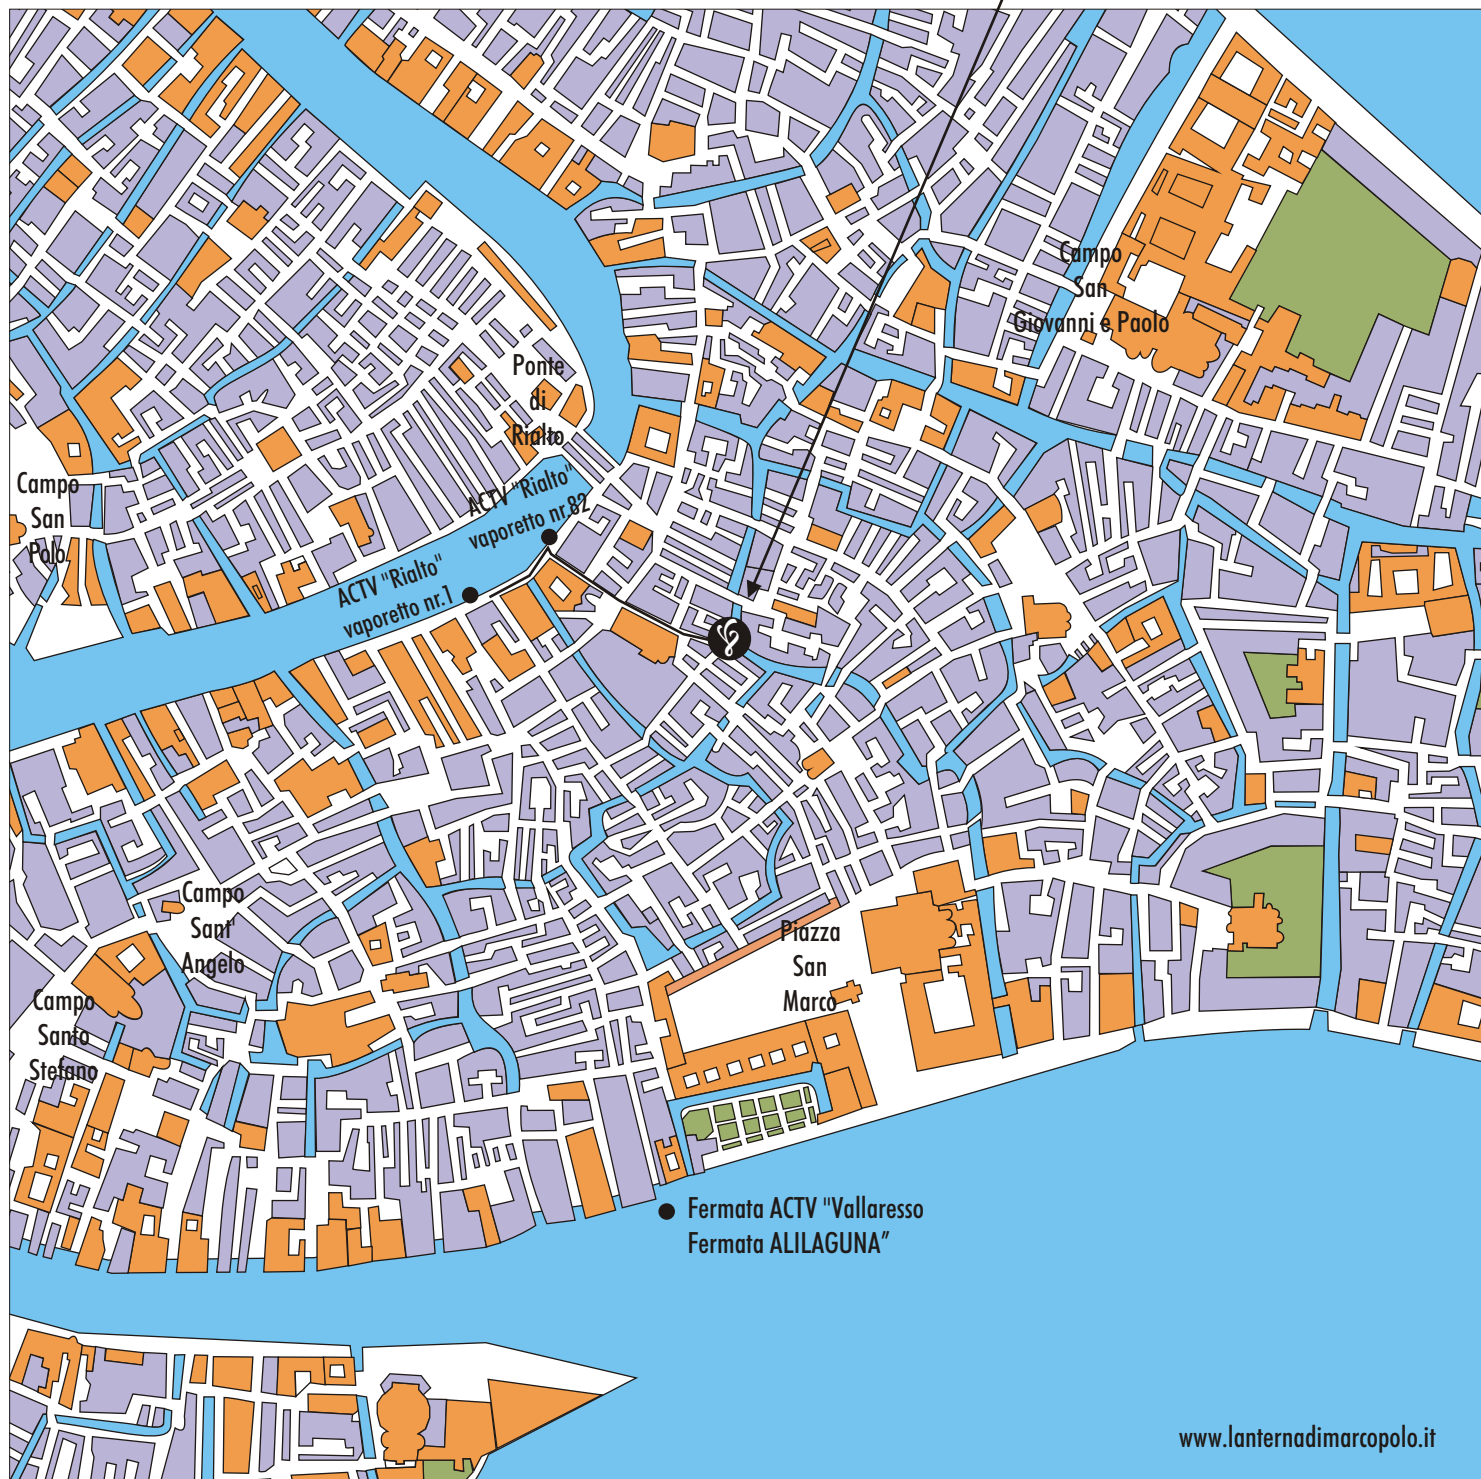 Campo
San
Giovanni e Paolo
Ponte
di
Rialto
Campo
San
Polo
ACTV "Rialto"
vaporetto nr.82
ACTV "Rialto"
vaporetto nr.1
Campo
Sant'
Angelo
Piazza
San
Marco
Campo
Santo
Stefano
Fermata ACTV "Vallaresso
Fermata ALILAGUNA"
www.lanternadimarcopolo.it